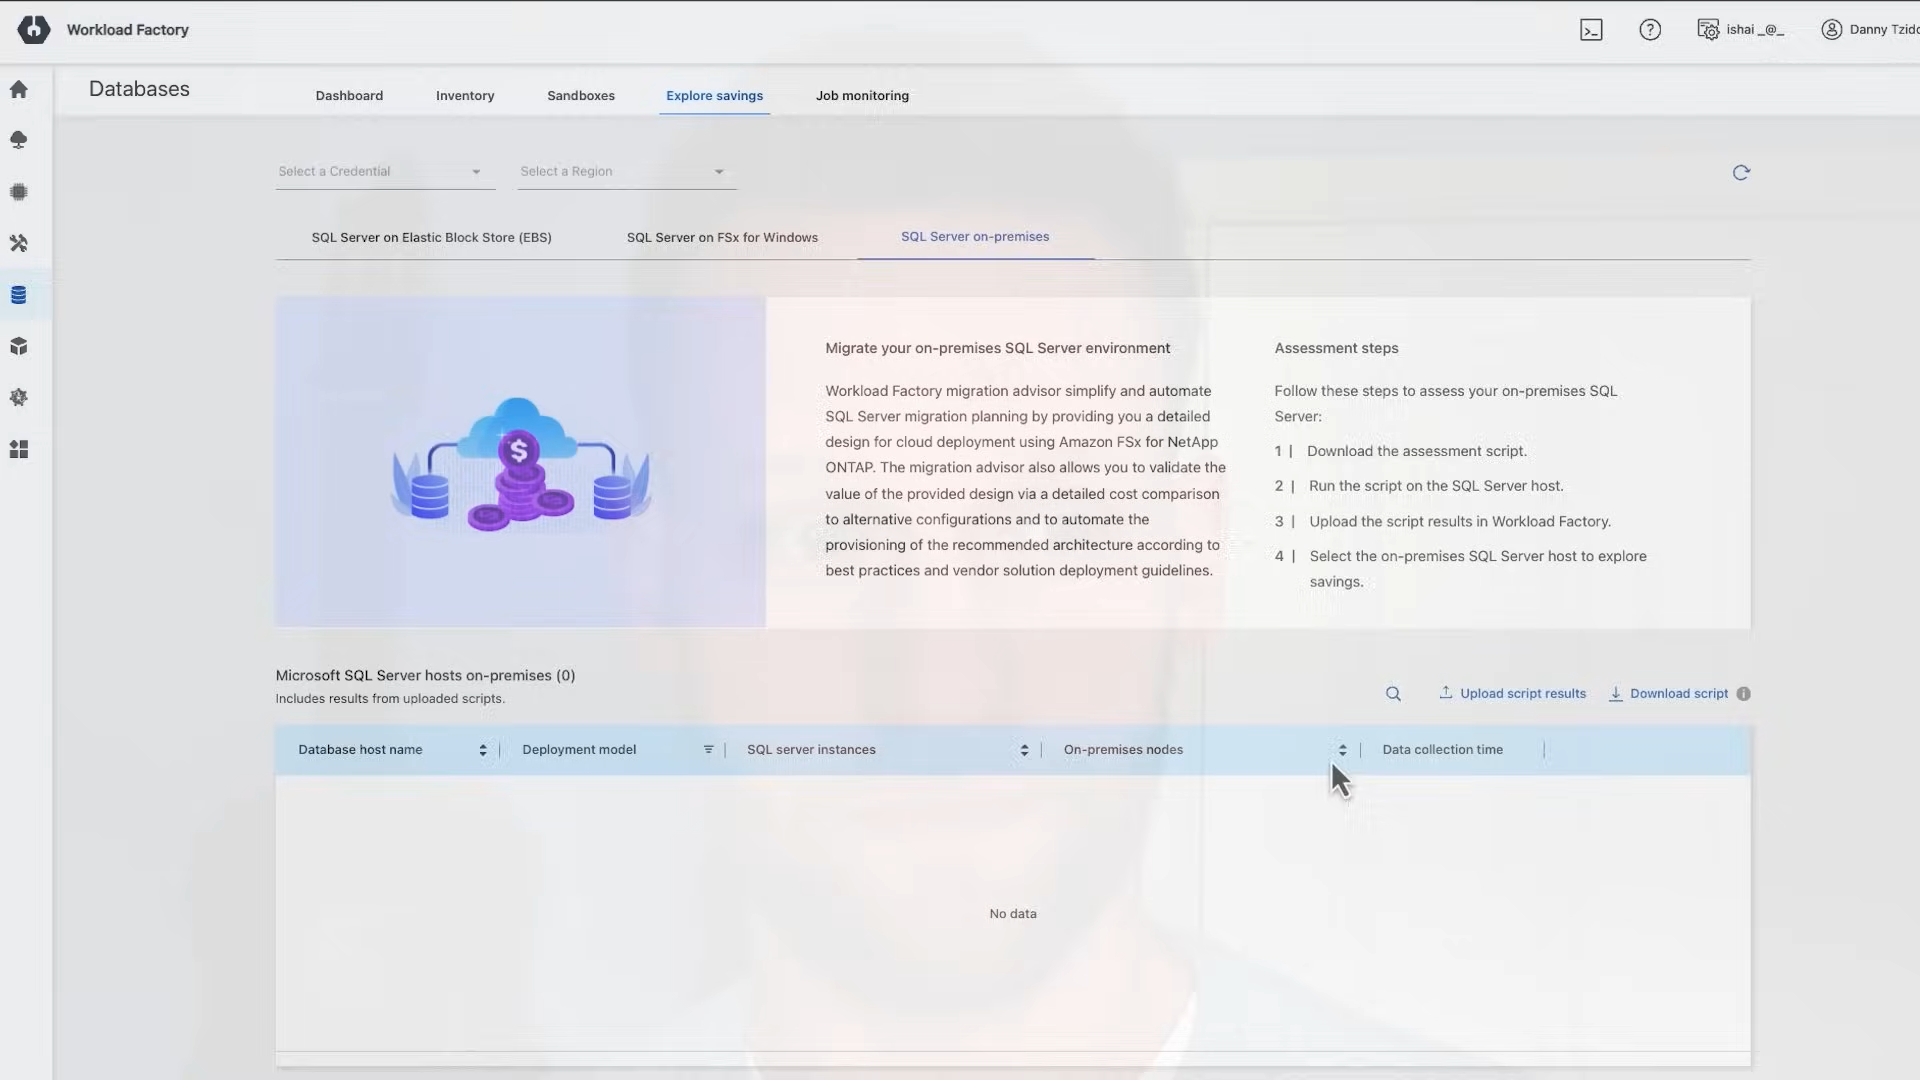 Workload Factory
ishai _@_
Danny Tzido
Databases
Dashboard
Inventory
Sandboxes
Explore savings
Job monitoring
Select a Credential
Select a Region
SQL Server on Elastic Block Store (EBS)
SQL Server on FSx for Windows
SQL Server on-premises
Migrate your on-premises SQL Server environment
Workload Factory migration advisor simplify and automate
SQL Server migration planning by providing you a detailed
design for cloud deployment using Amazon FSx for NetApp
ONTAP. The migration advisor also allows you to validate the
value of the provided design via a detailed cost comparison
to alternative configurations and to automate the
provisioning of the recommended architecture according to
best practices and vendor solution deployment guidelines.
Assessment steps
Follow these steps to assess your on-premises SQL
Server:
1 | Download the assessment script.
2 | Run the script on the SQL Server host.
3 | Upload the script results in Workload Factory.
4 | Select the on-premises SQL Server host to explore
savings.
Microsoft SQL Server hosts on-premises (0)
Includes results from uploaded scripts.
Upload script results
Download script
Database host name
Deployment model
SQL server instances
On-premises nodes
Data collection time
No data